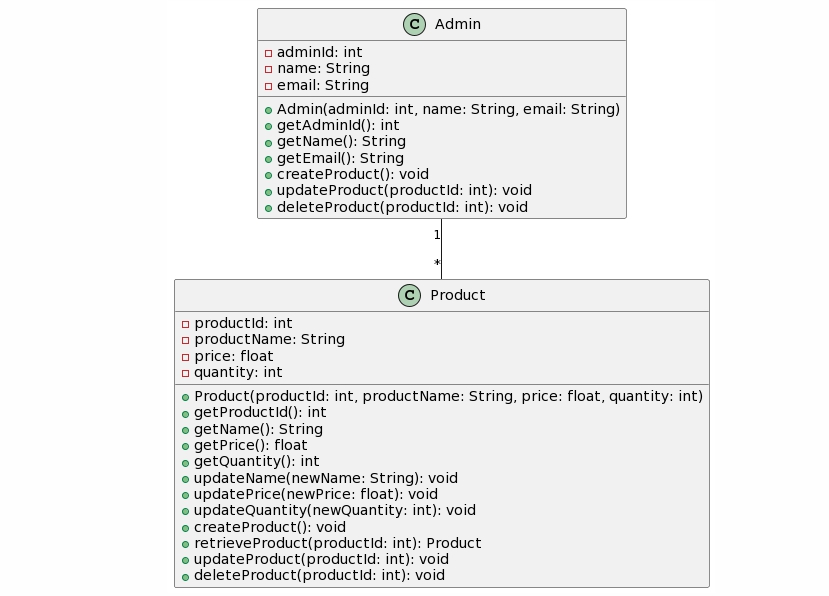 C Admin
adminId: int
name: String
email: String
Admin(adminId: int, name: String, email: String)
getAdminId(): int
getName(): String
getEmail(): String
createProduct(): void
updateProduct(productId: int): void
deleteProduct(productId: int): void
1
*
C Product
productId: int
productName: String
price: float
quantity: int
Product(productId: int, productName: String, price: float, quantity: int)
getProductId(): int
getName(): String
getPrice(): float
getQuantity(): int
updateName(newName: String): void
updatePrice(newPrice: float): void
updateQuantity(newQuantity: int): void
createProduct(): void
retrieveProduct(productId: int): Product
updateProduct(productId: int): void
deleteProduct(productId: int): void